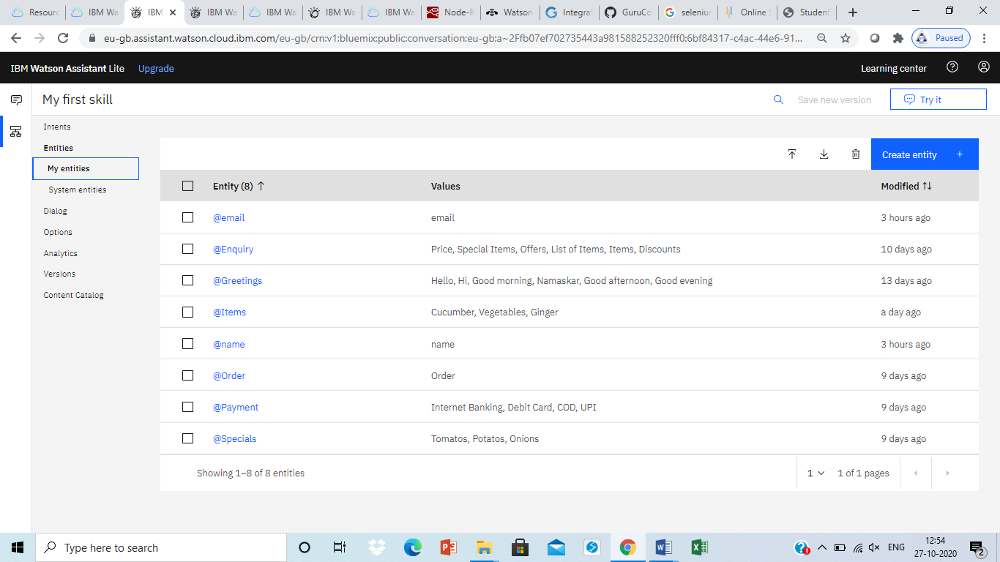 Resourc IBM Wa IBM IBM Wa IBM Wa IBM Wa IBM Wa Node-R Watson Integrat GuruCo seleniur Online Student
eu-gb.assistant.watson.cloud.ibm.com/eu-gb/crn:v1:bluemix:public:conversation:eu-gb:a~2Ffb07ef702735443a981588252320fff0:6bf84317-c4ac-44e6-91... Paused
IBM Watson Assistant Lite Upgrade Learning center
My first skill Save new version Try it
Intents
Entities
My entities
System entities
Dialog
Options
Analytics
Versions
Content Catalog
Create entity +
Entity (8) Values Modified
@email email 3 hours ago
@Enquiry Price, Special Items, Offers, List of Items, Items, Discounts 10 days ago
@Greetings Hello, Hi, Good morning, Namaskar, Good afternoon, Good evening 13 days ago
@Items Cucumber, Vegetables, Ginger a day ago
@name name 3 hours ago
@Order Order 9 days ago
@Payment Internet Banking, Debit Card, COD, UPI 9 days ago
@Specials Tomatos, Potatos, Onions 9 days ago
Showing 1–8 of 8 entities 1 1 of 1 pages
Type here to search ENG 12:54
27-10-2020 2